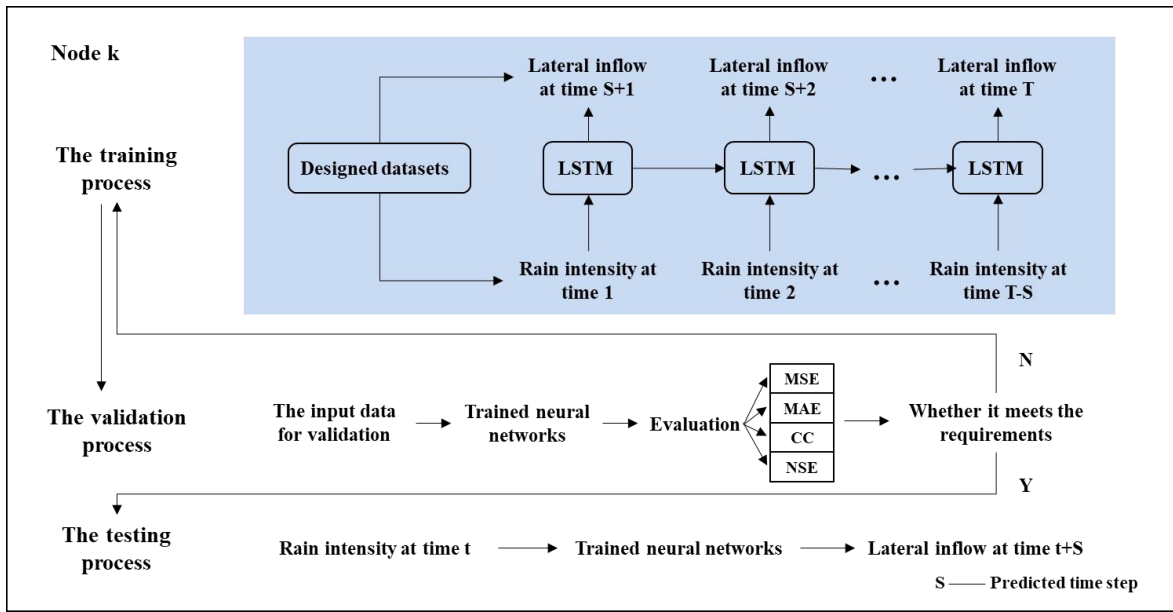 Node k
The training
process
Designed datasets
Lateral inflow
at time S+1
Lateral inflow
at time S+2
...
Lateral inflow
at time T
LSTM
LSTM
...
LSTM
Rain intensity at
time 1
Rain intensity at
time 2
...
Rain intensity at
time T-S
N
The validation
process
The input data
for validation
Trained neural
networks
Evaluation
MSE
MAE
CC
NSE
Whether it meets the
requirements
Y
The testing
process
Rain intensity at time t
Trained neural networks
Lateral inflow at time t+S
S —— Predicted time step